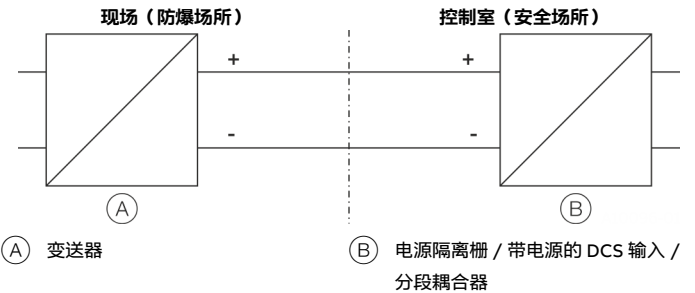 现场（防爆场所）
控制室（安全场所）
+
+
-
-
A
B
A 变送器
B 电源隔离栅 / 带电源的 DCS 输入 /
分段耦合器